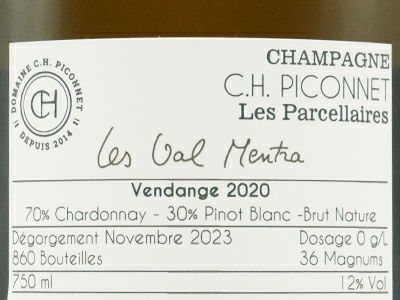 DOMAINE C.H. PICONNET
CH
DEPUIS 2014
CHAMPAGNE
C.H. PICONNET
Les Parcellaires
Les Val Mentra
Vendange 2020
70% Chardonnay - 30% Pinot Blanc -Brut Nature
Dégorgement Novembre 2023 Dosage 0 g/L
860 Bouteilles 36 Magnums
750 ml 12% Vol